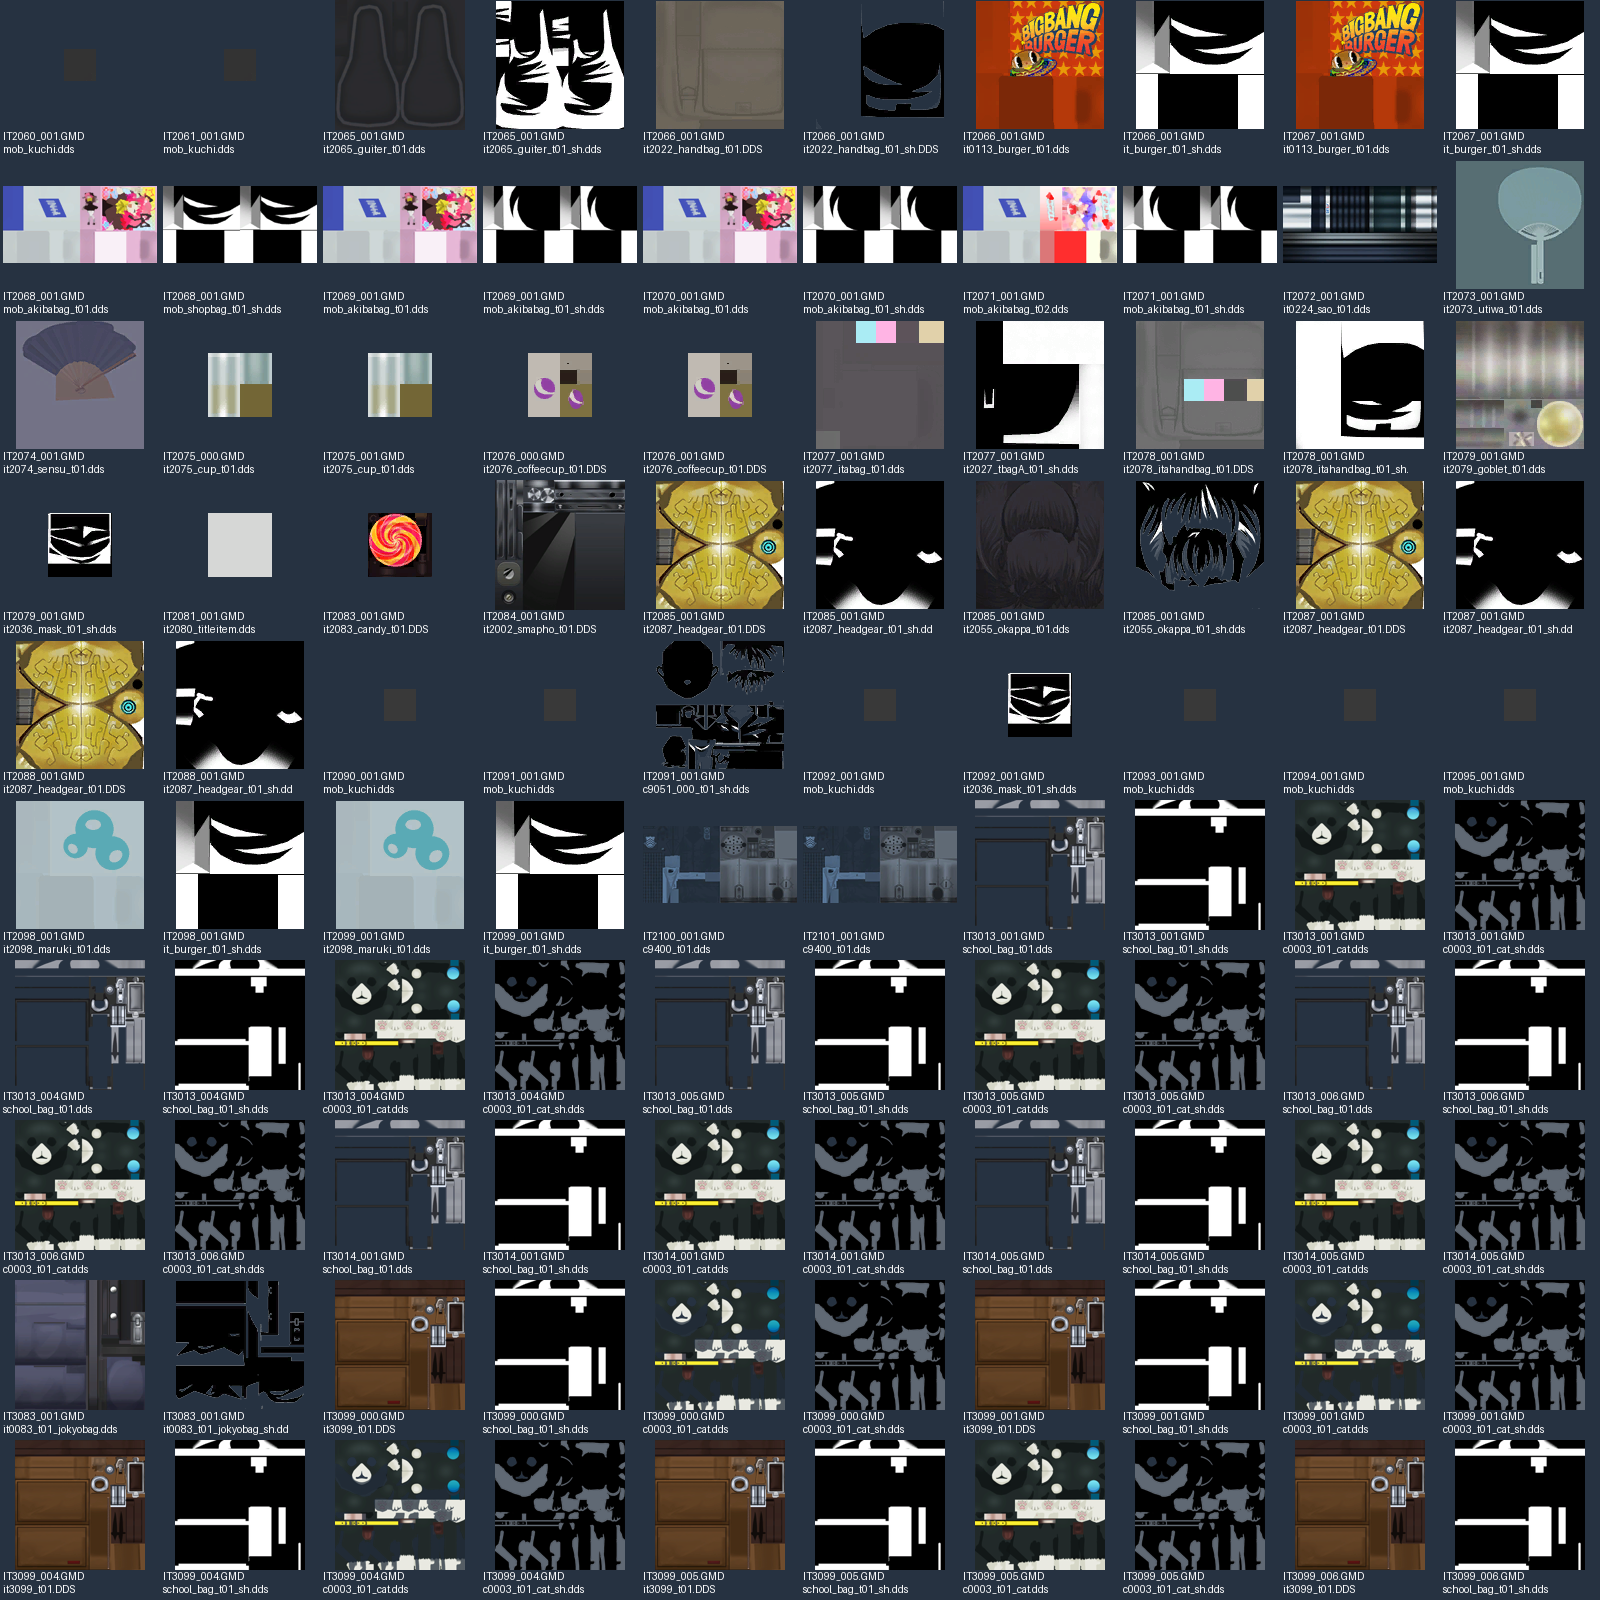 BIGBANG
BURGER
BIGBANG
BURGER
IT2060_001.GMD
mob_kuchi.dds
IT2061_001.GMD
mob_kuchi.dds
IT2065_001.GMD
it2065_guiter_t01.dds
IT2065_001.GMD
it2065_guiter_t01_sh.dds
IT2066_001.GMD
it2022_handbag_t01.DDS
IT2066_001.GMD
it2022_handbag_t01_sh.DDS
IT2066_001.GMD
it0113_burger_t01.dds
IT2066_001.GMD
it_burger_t01_sh.dds
IT2067_001.GMD
it0113_burger_t01.dds
IT2067_001.GMD
it_burger_t01_sh.dds
IT2068_001.GMD
mob_akibabag_t01.dds
IT2068_001.GMD
mob_shopbag_t01_sh.dds
IT2069_001.GMD
mob_akibabag_t01.dds
IT2069_001.GMD
mob_akibabag_t01_sh.dds
IT2070_001.GMD
mob_akibabag_t01.dds
IT2070_001.GMD
mob_akibabag_t01_sh.dds
IT2071_001.GMD
mob_akibabag_t02.dds
IT2071_001.GMD
mob_akibabag_t01_sh.dds
IT2072_001.GMD
it0224_sao_t01.dds
IT2073_001.GMD
it2073_utiwa_t01.dds
IT2074_001.GMD
it2074_sensu_t01.dds
IT2075_000.GMD
it2075_cup_t01.dds
IT2075_001.GMD
it2075_cup_t01.dds
IT2076_000.GMD
it2076_coffeecup_t01.DDS
IT2076_001.GMD
it2076_coffeecup_t01.DDS
IT2077_001.GMD
it2077_itabag_t01.dds
IT2077_001.GMD
it2027_tbagA_t01_sh.dds
IT2078_001.GMD
it2078_itahandbag_t01.DDS
IT2078_001.GMD
it2078_itahandbag_t01_sh.
IT2079_001.GMD
it2079_goblet_t01.dds
IT2079_001.GMD
it2036_mask_t01_sh.dds
IT2081_001.GMD
it2080_titleitem.dds
IT2083_001.GMD
it2083_candy_t01.DDS
IT2084_001.GMD
it2002_smapho_t01.DDS
IT2085_001.GMD
it2087_headgear_t01.DDS
IT2085_001.GMD
it2087_headgear_t01_sh.dd
IT2085_001.GMD
it2055_okappa_t01.dds
IT2085_001.GMD
it2055_okappa_t01_sh.dds
IT2087_001.GMD
it2087_headgear_t01.DDS
IT2087_001.GMD
it2087_headgear_t01_sh.dd
IT2088_001.GMD
it2087_headgear_t01.DDS
IT2088_001.GMD
it2087_headgear_t01_sh.dd
IT2090_001.GMD
mob_kuchi.dds
IT2091_001.GMD
mob_kuchi.dds
IT2091_001.GMD
c9051_000_t01_sh.dds
IT2092_001.GMD
mob_kuchi.dds
IT2092_001.GMD
it2036_mask_t01_sh.dds
IT2093_001.GMD
mob_kuchi.dds
IT2094_001.GMD
mob_kuchi.dds
IT2095_001.GMD
mob_kuchi.dds
IT2098_001.GMD
it2098_maruki_t01.dds
IT2098_001.GMD
it_burger_t01_sh.dds
IT2099_001.GMD
it2098_maruki_t01.dds
IT2099_001.GMD
it_burger_t01_sh.dds
IT2100_001.GMD
c9400_t01.dds
IT2101_001.GMD
c9400_t01.dds
IT3013_001.GMD
school_bag_t01.dds
IT3013_001.GMD
school_bag_t01_sh.dds
IT3013_001.GMD
c0003_t01_cat.dds
IT3013_001.GMD
c0003_t01_cat_sh.dds
IT3013_004.GMD
school_bag_t01.dds
IT3013_004.GMD
school_bag_t01_sh.dds
IT3013_004.GMD
c0003_t01_cat.dds
IT3013_004.GMD
c0003_t01_cat_sh.dds
IT3013_005.GMD
school_bag_t01.dds
IT3013_005.GMD
school_bag_t01_sh.dds
IT3013_005.GMD
c0003_t01_cat.dds
IT3013_005.GMD
c0003_t01_cat_sh.dds
IT3013_006.GMD
school_bag_t01.dds
IT3013_006.GMD
school_bag_t01_sh.dds
IT3013_006.GMD
c0003_t01_cat.dds
IT3013_006.GMD
c0003_t01_cat_sh.dds
IT3014_001.GMD
school_bag_t01.dds
IT3014_001.GMD
school_bag_t01_sh.dds
IT3014_001.GMD
c0003_t01_cat.dds
IT3014_001.GMD
c0003_t01_cat_sh.dds
IT3014_005.GMD
school_bag_t01.dds
IT3014_005.GMD
school_bag_t01_sh.dds
IT3014_005.GMD
c0003_t01_cat.dds
IT3014_005.GMD
c0003_t01_cat_sh.dds
IT3083_001.GMD
it0083_t01_jokyobag.dds
IT3083_001.GMD
it0083_t01_jokyobag_sh.dd
IT3099_000.GMD
it3099_t01.DDS
IT3099_000.GMD
school_bag_t01_sh.dds
IT3099_000.GMD
c0003_t01_cat.dds
IT3099_000.GMD
c0003_t01_cat_sh.dds
IT3099_001.GMD
it3099_t01.DDS
IT3099_001.GMD
school_bag_t01_sh.dds
IT3099_001.GMD
c0003_t01_cat.dds
IT3099_001.GMD
c0003_t01_cat_sh.dds
IT3099_004.GMD
it3099_t01.DDS
IT3099_004.GMD
school_bag_t01_sh.dds
IT3099_004.GMD
c0003_t01_cat.dds
IT3099_004.GMD
c0003_t01_cat_sh.dds
IT3099_005.GMD
it3099_t01.DDS
IT3099_005.GMD
school_bag_t01_sh.dds
IT3099_005.GMD
c0003_t01_cat.dds
IT3099_005.GMD
c0003_t01_cat_sh.dds
IT3099_006.GMD
it3099_t01.DDS
IT3099_006.GMD
school_bag_t01_sh.dds